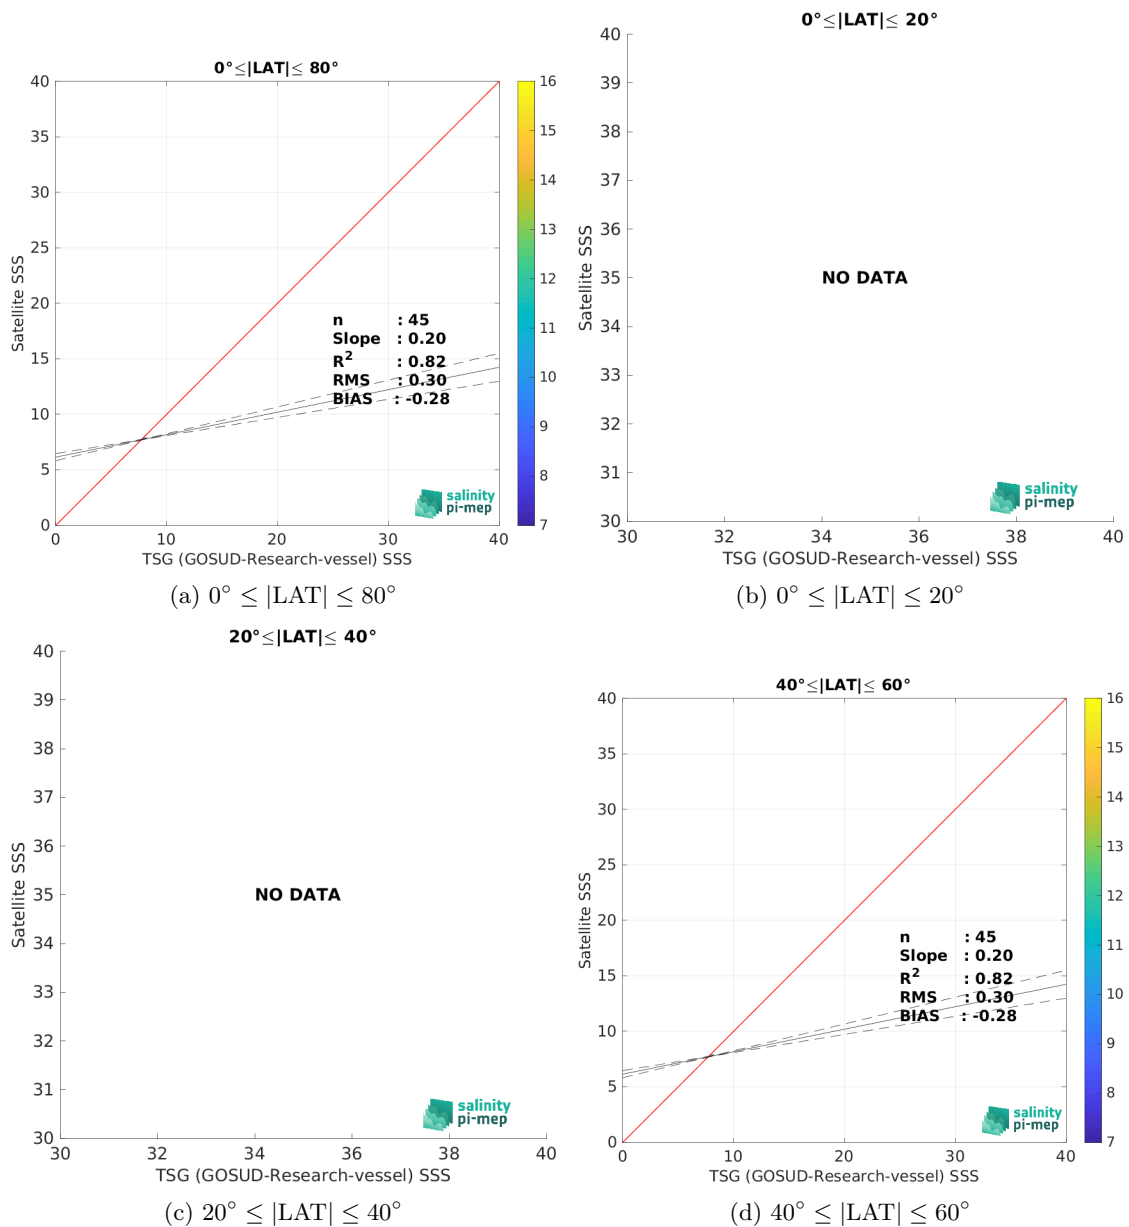 0°≤|LAT|≤ 80°
40
35
30
25
20
15
10
5
0
Satellite SSS
n : 45
Slope : 0.20
R² : 0.82
RMS : 0.30
BIAS : -0.28
salinity
pi-mep
0 10 20 30 40
TSG (GOSUD-Research-vessel) SSS
16
15
14
13
12
11
10
9
8
7
(a) 0° ≤ |LAT| ≤ 80°
0°≤|LAT|≤ 20°
40
39
38
37
36
35
34
33
32
31
30
Satellite SSS
NO DATA
salinity
pi-mep
30 32 34 36 38 40
TSG (GOSUD-Research-vessel) SSS
(b) 0° ≤ |LAT| ≤ 20°
20°≤|LAT|≤ 40°
40
39
38
37
36
35
34
33
32
31
30
Satellite SSS
NO DATA
salinity
pi-mep
30 32 34 36 38 40
TSG (GOSUD-Research-vessel) SSS
(c) 20° ≤ |LAT| ≤ 40°
40°≤|LAT|≤ 60°
40
35
30
25
20
15
10
5
0
Satellite SSS
n : 45
Slope : 0.20
R² : 0.82
RMS : 0.30
BIAS : -0.28
salinity
pi-mep
0 10 20 30 40
TSG (GOSUD-Research-vessel) SSS
16
15
14
13
12
11
10
9
8
7
(d) 40° ≤ |LAT| ≤ 60°